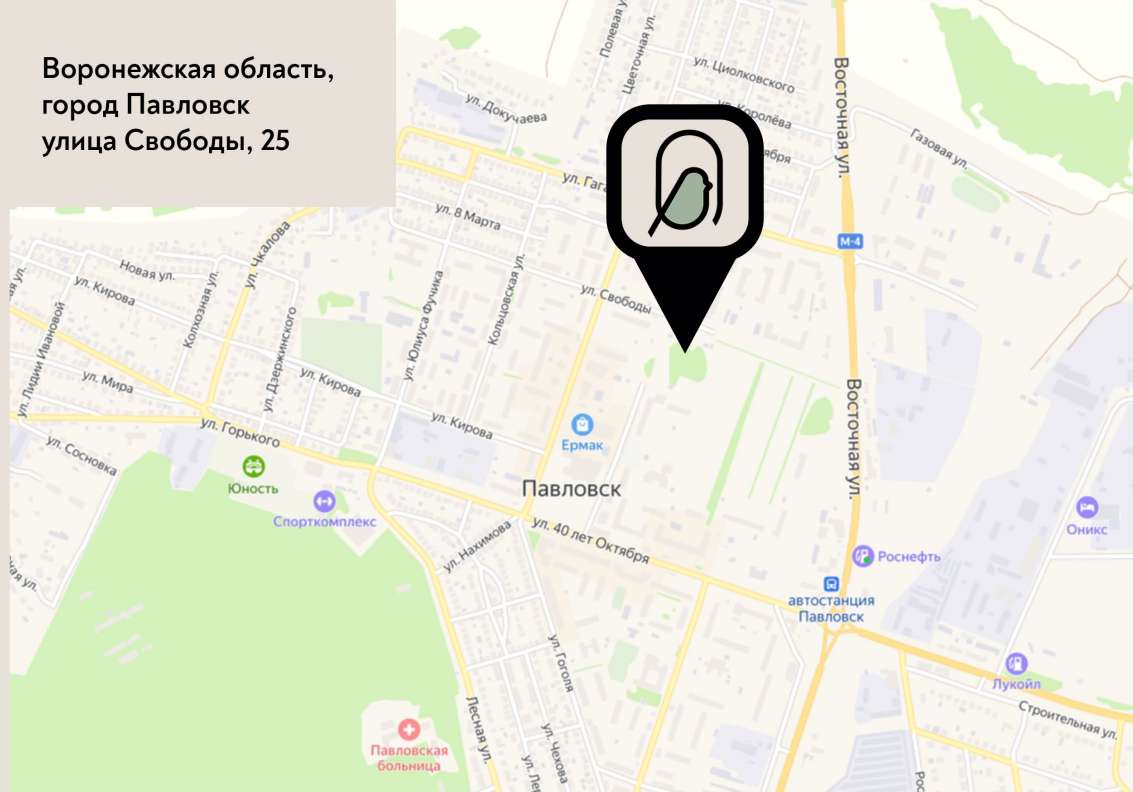 Воронежская область,
город Павловск
улица Свободы, 25
Полевая
Цветочная ул.
ул. Циолковского
Восточная ул.
ул. Докучаева
ул. Королёва
Газовая ул.
ул.
ул. 8 Марта
М-4
ул. Чкалова
Новая ул.
ул. Кирова
Колхозная ул.
ул. Юлиуса Фучика
Кольцовская ул.
ул. Свободы
ул. Лидии Ивановой
ул. Дзержинского
ул. Мира
ул. Кирова
ул. Кирова
Восточная ул.
ул. Горького
Ермак
ул. Сосновка
Юность
Спорткомплекс
Павловск
ул. Нахимова
ул. 40 лет Октября
Оникс
Роснефть
автостанция
Павловск
ул. Гоголя
Лукойл
Лесная ул.
Строительная ул.
Павловская
больница
ул. Чехова
ул.